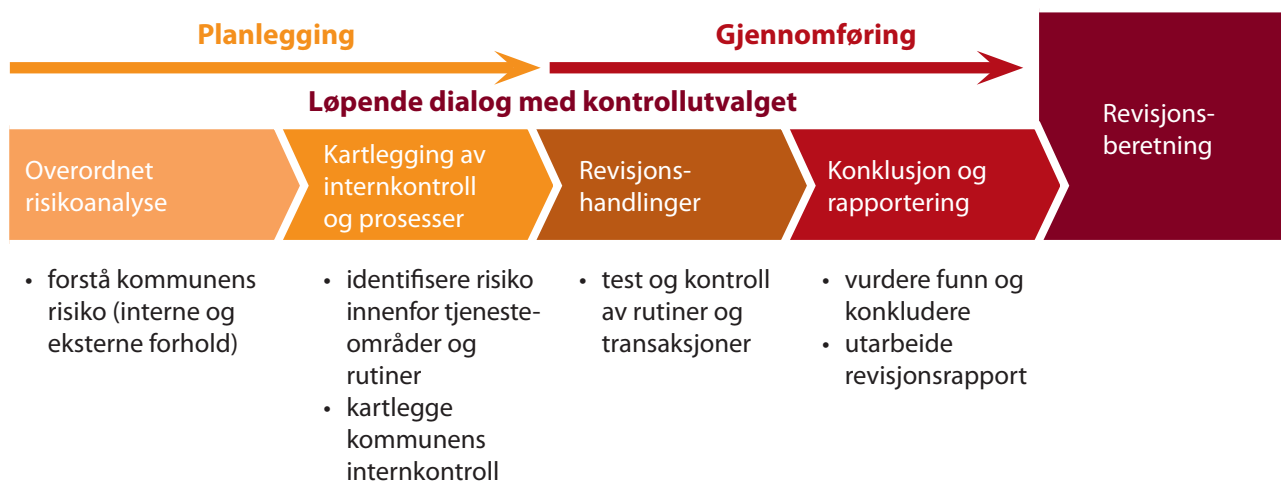 Planlegging
Gjennomføring
Løpende dialog med kontrollutvalget
Overordnet
risikoanalyse
Kartlegging av
internkontroll
og prosesser
Revisjons-
handlinger
Konklusjon og
rapportering
Revisjons-
beretning
• forstå kommunens
risiko (interne og
eksterne forhold)
• identifisere risiko
innenfor tjeneste-
områder og
rutiner
• kartlegge
kommunens
internkontroll
• test og kontroll
av rutiner og
transaksjoner
• vurdere funn og
konkludere
• utarbeide
revisjonsrapport